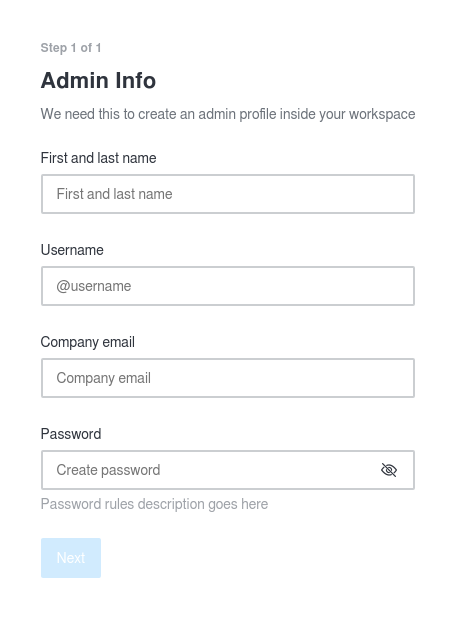 Step 1 of 1
Admin Info
We need this to create an admin profile inside your workspace
First and last name
First and last name
Username
@username
Company email
Company email
Password
Create password
Password rules description goes here
Next